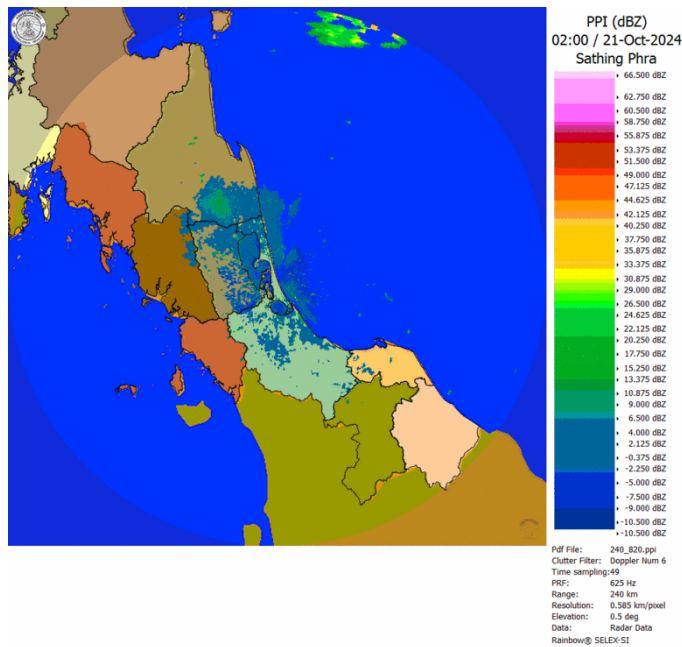 PPI (dBZ)
02:00 / 21-Oct-2024
Sathing Phra
66.500 dBZ
62.750 dBZ
60.500 dBZ
58.750 dBZ
55.875 dBZ
53.375 dBZ
51.500 dBZ
49.000 dBZ
47.125 dBZ
44.625 dBZ
42.125 dBZ
40.250 dBZ
37.750 dBZ
35.875 dBZ
33.375 dBZ
30.875 dBZ
29.000 dBZ
26.500 dBZ
24.625 dBZ
22.125 dBZ
20.250 dBZ
17.750 dBZ
15.250 dBZ
13.375 dBZ
10.875 dBZ
9.000 dBZ
6.500 dBZ
4.000 dBZ
2.125 dBZ
-0.375 dBZ
-2.250 dBZ
-5.000 dBZ
-7.500 dBZ
-9.000 dBZ
-10.500 dBZ
-10.500 dBZ
Pdf File: 240_820.ppi
Clutter Filter: Doppler Num 6
Time sampling:49
PRF: 625 Hz
Range: 240 km
Resolution: 0.585 km/pixel
Elevation: 0.5 deg
Data: Radar Data
Rainbow® SELEX-SI